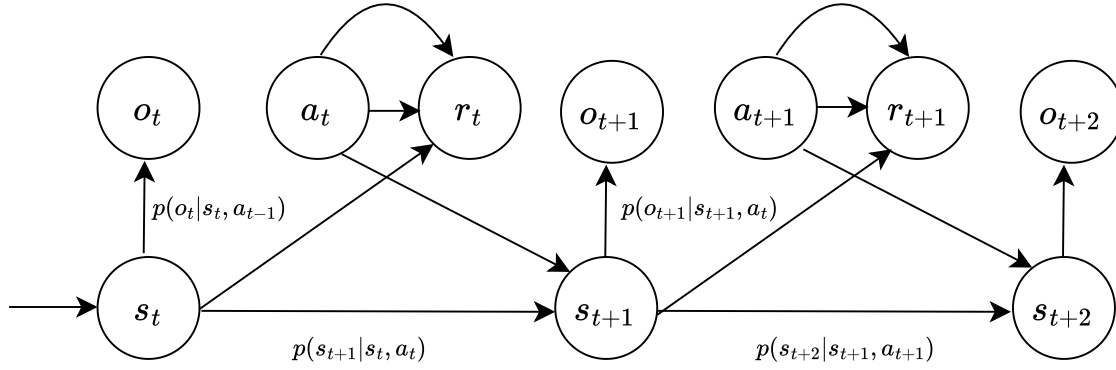 o_t
a_t
r_t
o_{t+1}
a_{t+1}
r_{t+1}
o_{t+2}
p(o_t|s_t, a_{t-1})
p(o_{t+1}|s_{t+1}, a_t)
s_t
s_{t+1}
s_{t+2}
p(s_{t+1}|s_t, a_t)
p(s_{t+2}|s_{t+1}, a_{t+1})